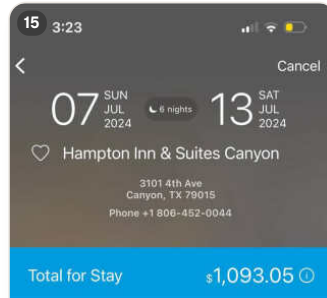 15 3:23
Cancel
07 SUN JUL 2024
6 nights
13 SAT JUL 2024
Hampton Inn & Suites Canyon
3101 4th Ave
Canyon, TX 79015
Phone +1 806-452-0044
Total for Stay $1,093.05